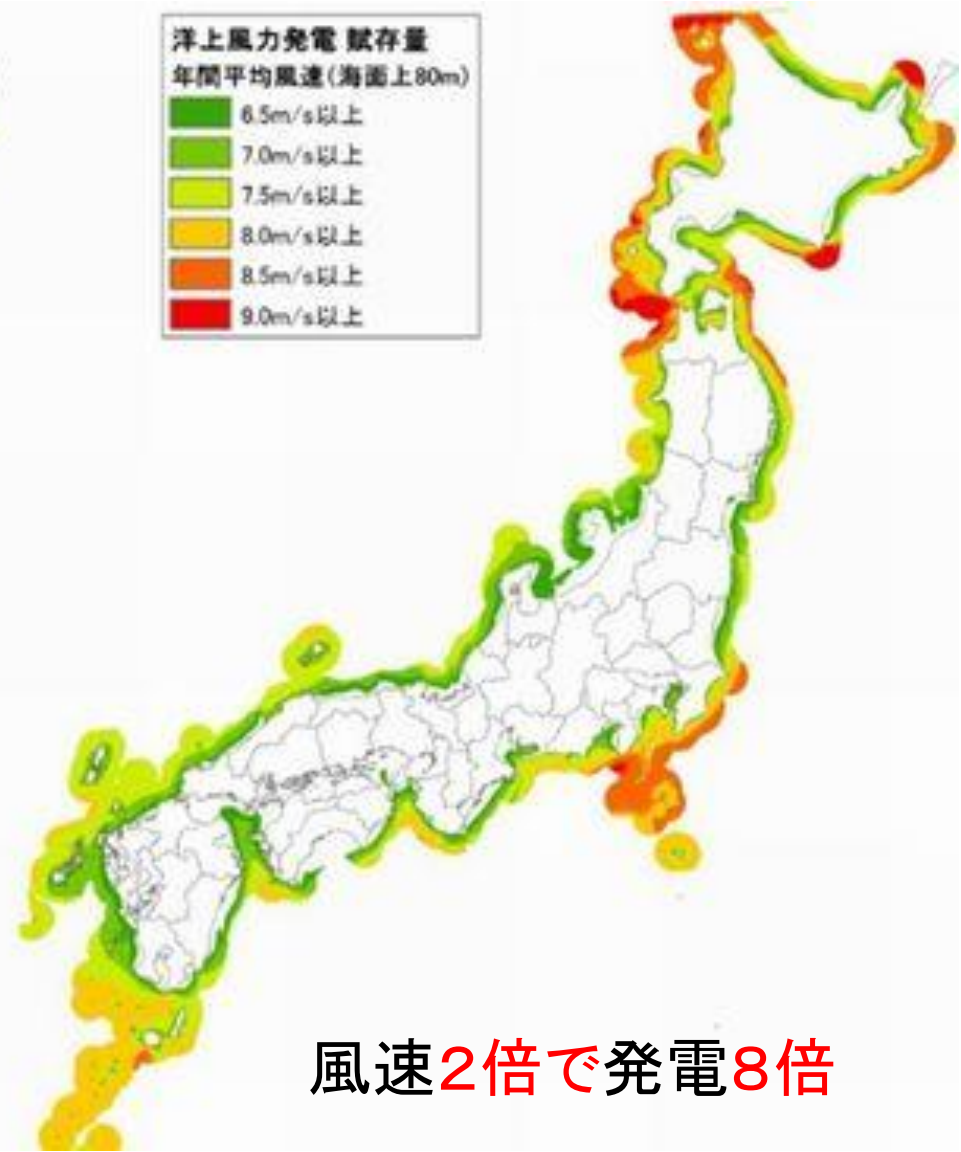 洋上風力発電 賦存量
年間平均風速(海面上80m)
6.5m/s以上
7.0m/s以上
7.5m/s以上
8.0m/s以上
8.5m/s以上
9.0m/s以上
風速２倍で発電８倍